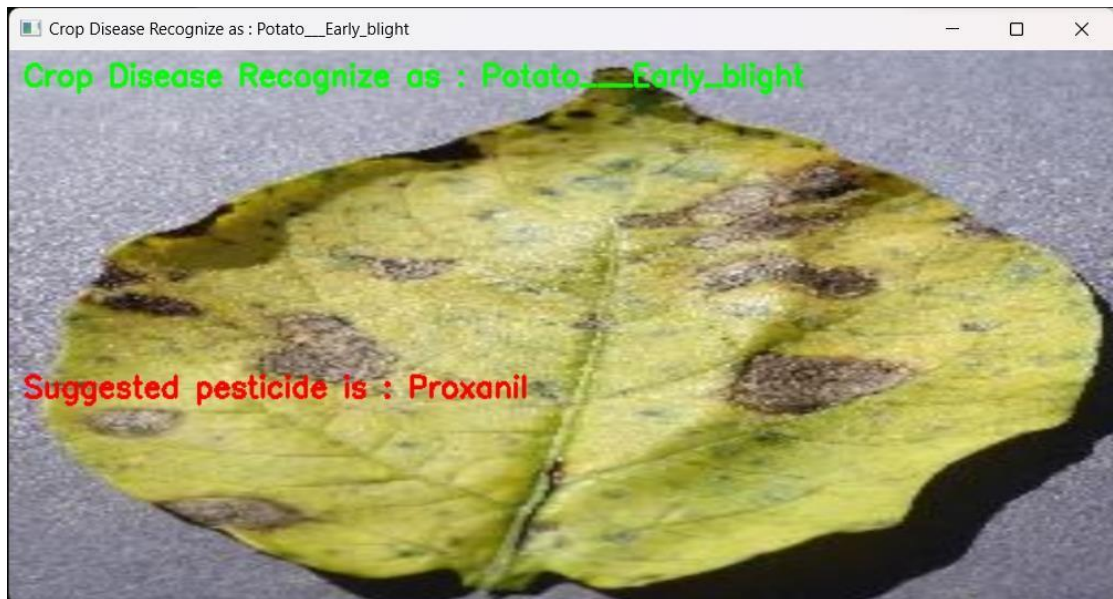 Crop Disease Recognize as : Potato___Early_blight
Crop Disease Recognize as : Potato___Early_blight
Suggested pesticide is : Proxanil